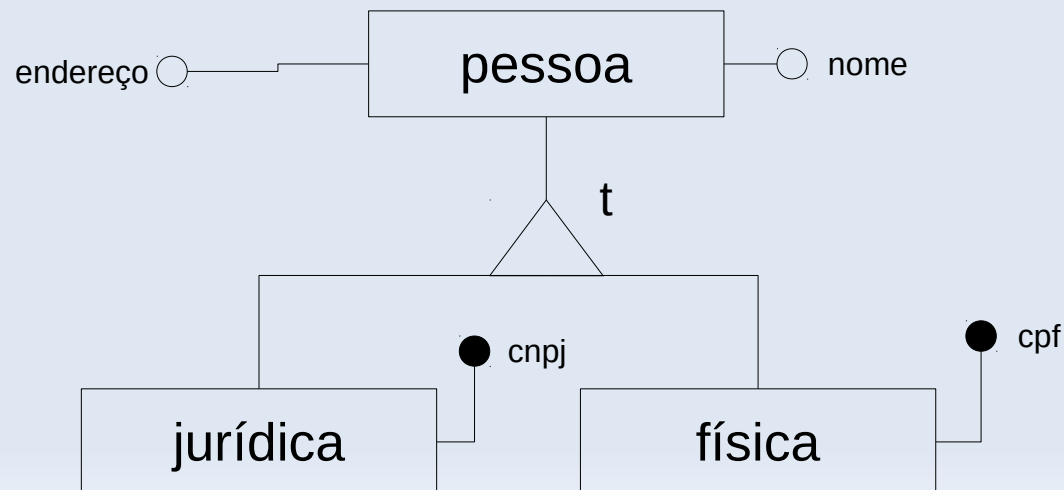 pessoa
endereço
nome
t
cnpj
cpf
jurídica
física